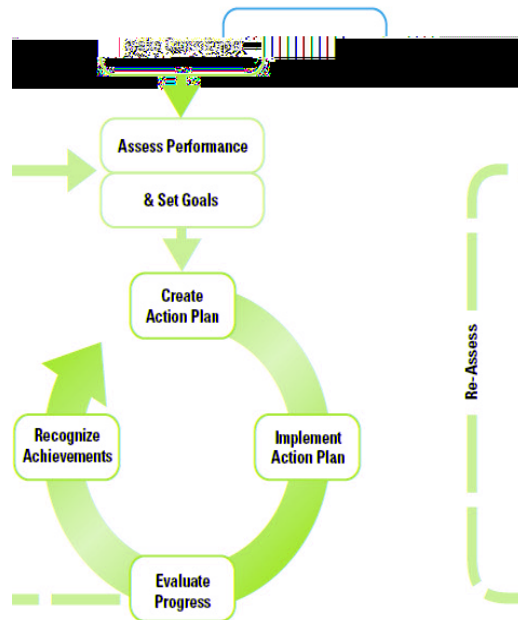 Assess Performance
& Set Goals
Create
Action Plan
Implement
Action Plan
Evaluate
Progress
Recognize
Achievements
Re-Assess